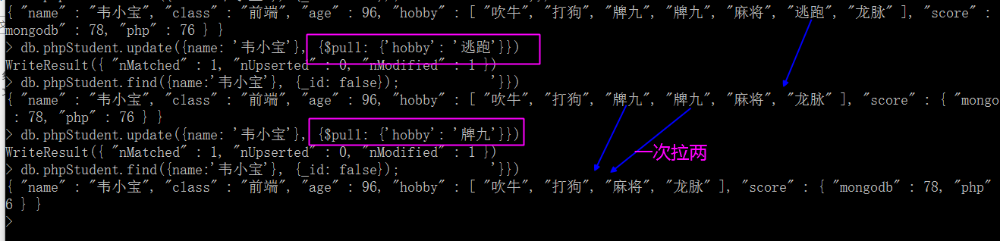 { "name" : "韦小宝", "class" : "前端", "age" : 96, "hobby" : [ "吹牛", "打狗", "牌九", "牌九", "麻将", "逃跑", "龙脉" ], "score" :
mongodb" : 78, "php" : 76 } }
> db.phpStudent.update({name: '韦小宝'}, {$pull: {'hobby': '逃跑'}})
WriteResult({ "nMatched" : 1, "nUpserted" : 0, "nModified" : 1 })
> db.phpStudent.find({name:'韦小宝'}, {_id: false}); '}})
{ "name" : "韦小宝", "class" : "前端", "age" : 96, "hobby" : [ "吹牛", "打狗", "牌九", "牌九", "麻将", "龙脉" ], "score" : { "mongo
: 78, "php" : 76 } }
> db.phpStudent.update({name: '韦小宝'}, {$pull: {'hobby': '牌九'}})
WriteResult({ "nMatched" : 1, "nUpserted" : 0, "nModified" : 1 })
一次拉两
> db.phpStudent.find({name:'韦小宝'}, {_id: false}); '}})
{ "name" : "韦小宝", "class" : "前端", "age" : 96, "hobby" : [ "吹牛", "打狗", "麻将", "龙脉" ], "score" : { "mongodb" : 78, "php"
6 } }
>